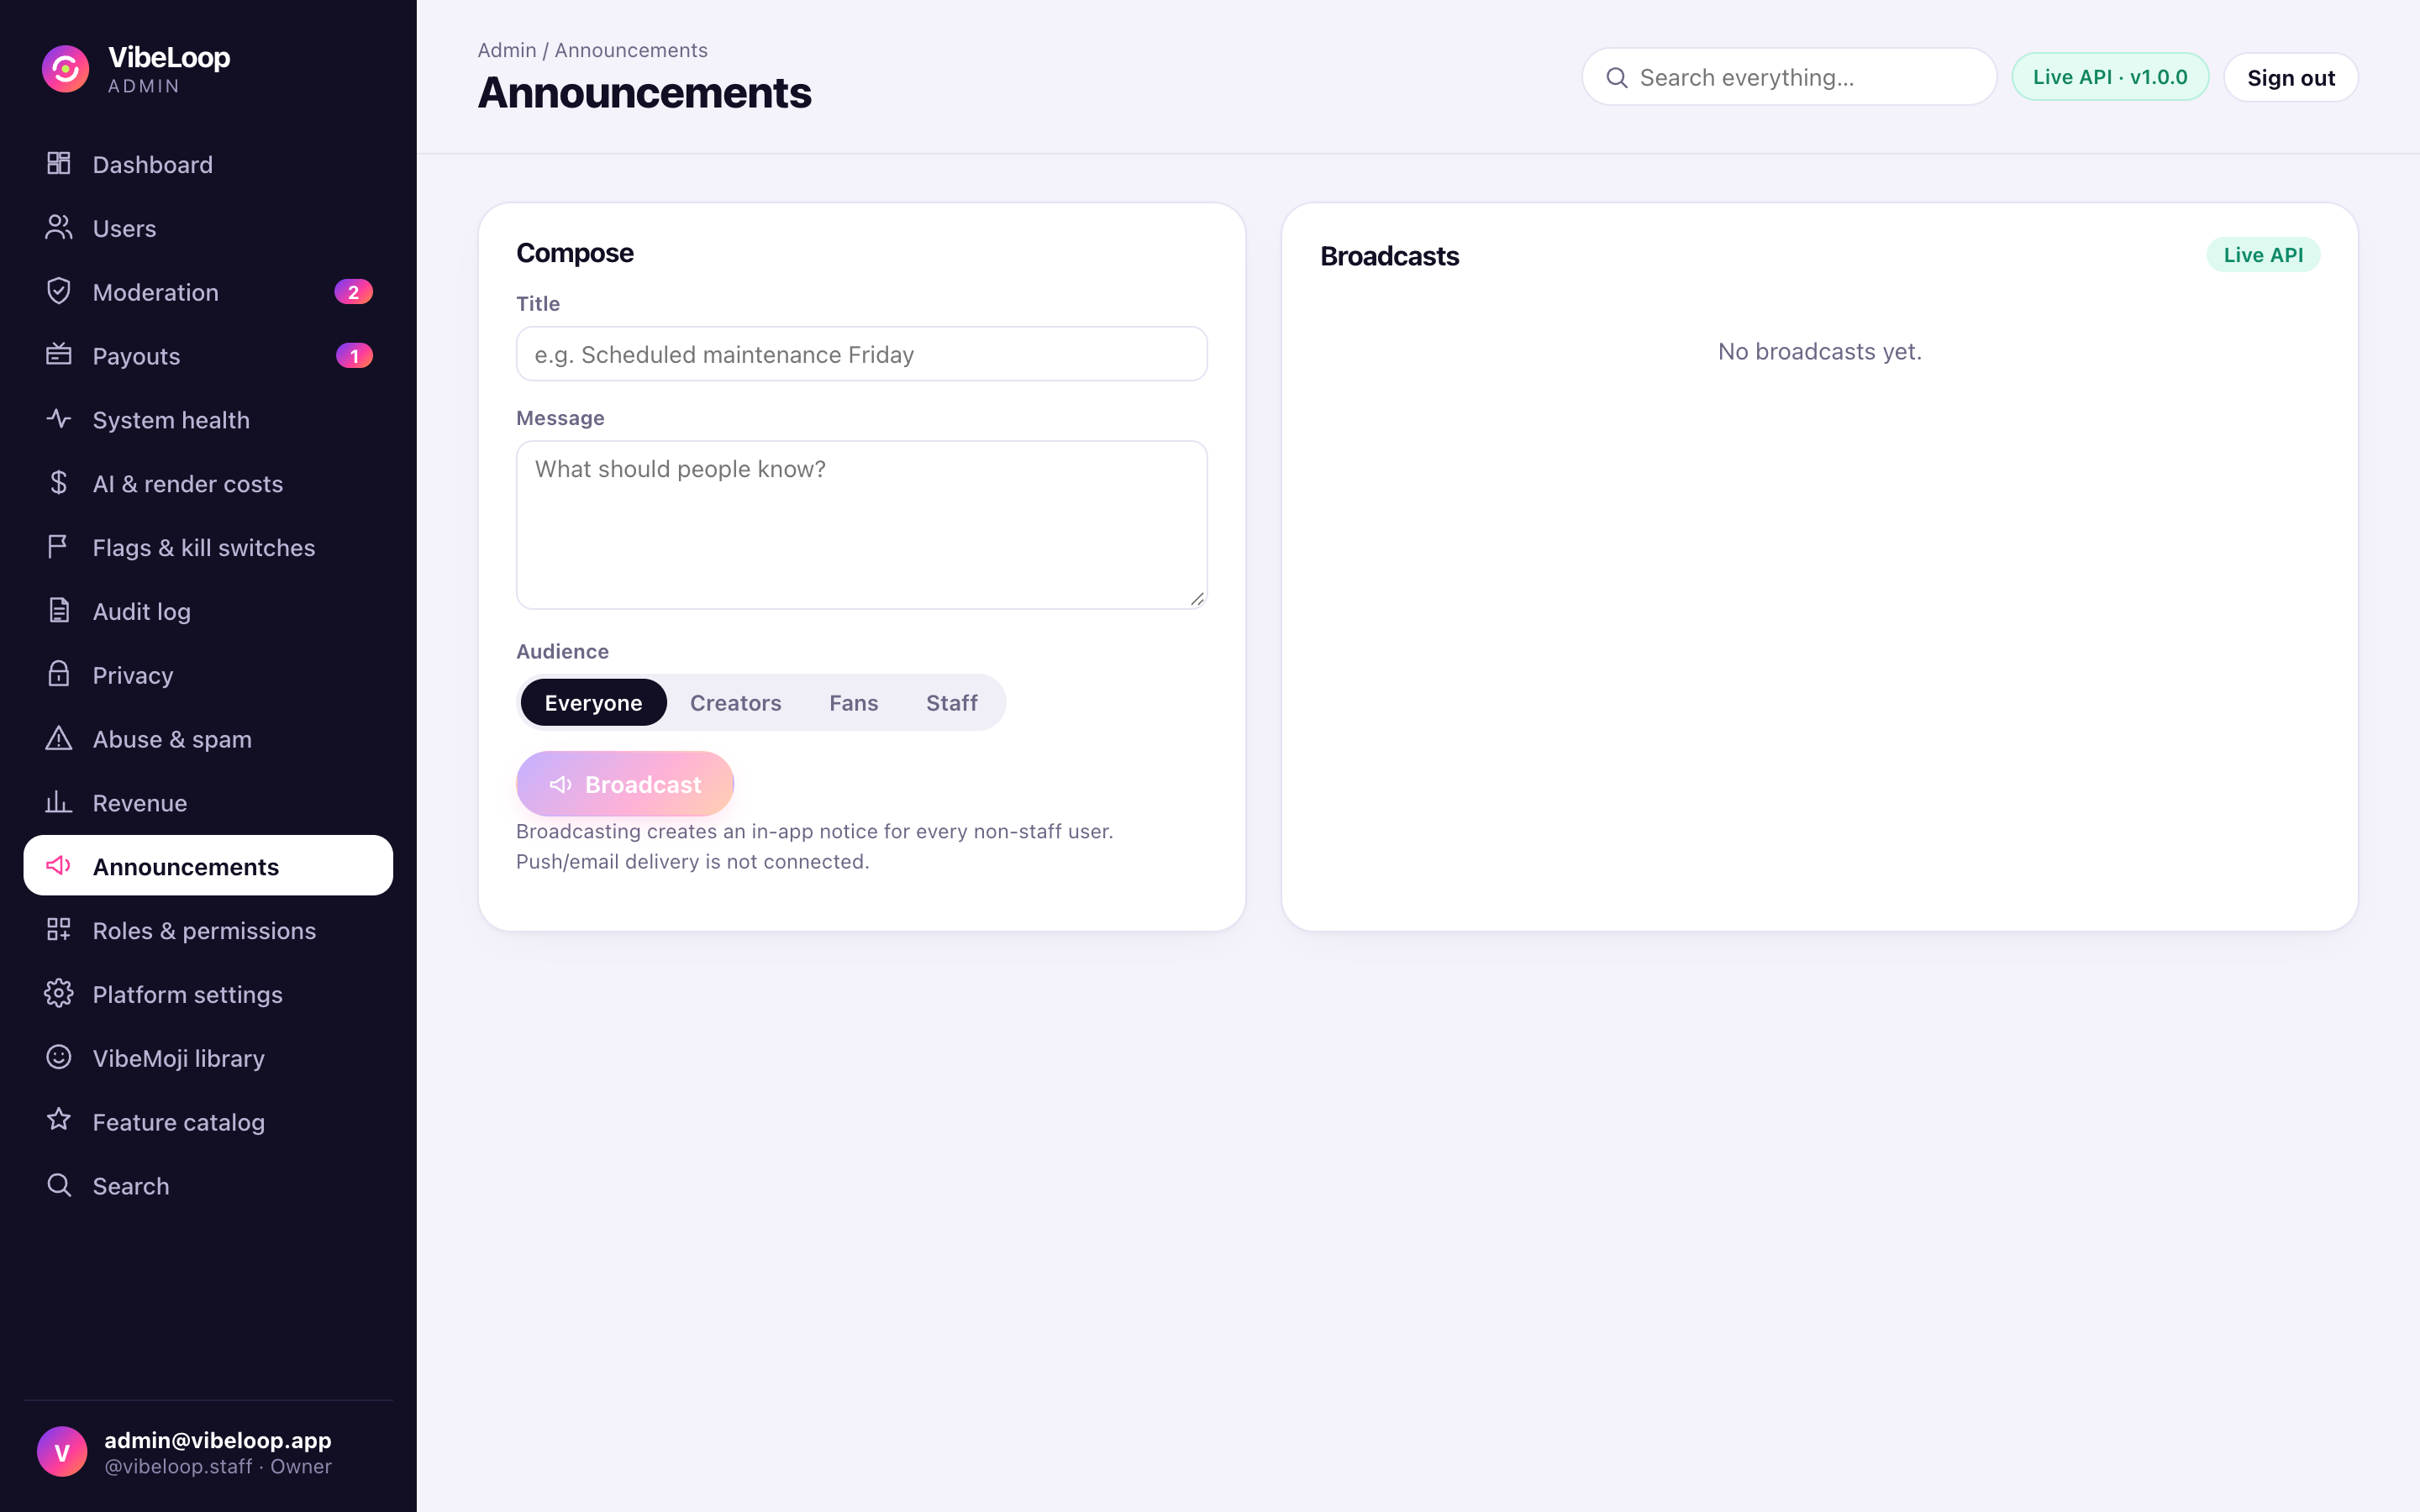 VibeLoop
ADMIN
Dashboard
Users
Moderation 2
Payouts 1
System health
AI & render costs
Flags & kill switches
Audit log
Privacy
Abuse & spam
Revenue
Announcements
Roles & permissions
Platform settings
VibeMoji library
Feature catalog
Search
V
admin@vibeloop.app
@vibeloop.staff · Owner
Admin / Announcements
Announcements
Search everything...
Live API · v1.0.0
Sign out
Compose
Title
e.g. Scheduled maintenance Friday
Message
What should people know?
Audience
Everyone Creators Fans Staff
Broadcast
Broadcasting creates an in-app notice for every non-staff user.
Push/email delivery is not connected.
Broadcasts
Live API
No broadcasts yet.